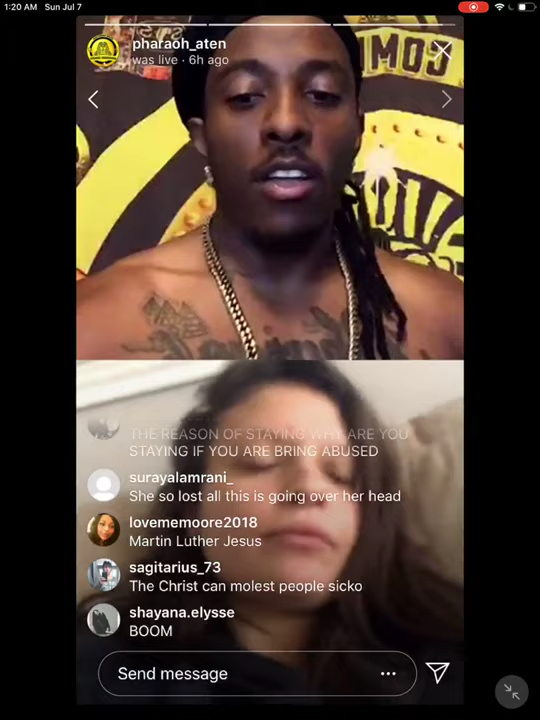 1:20 AM Sun Jul 7
pharaoh_aten
was live · 6h ago
COMI
THE REASON OF STAYING WHY ARE YOU
STAYING IF YOU ARE BRING ABUSED
surayalamrani_
She so lost all this is going over her head
lovememoore2018
Martin Luther Jesus
sagitarius_73
The Christ can molest people sicko
shayana.elysse
BOOM
Send message